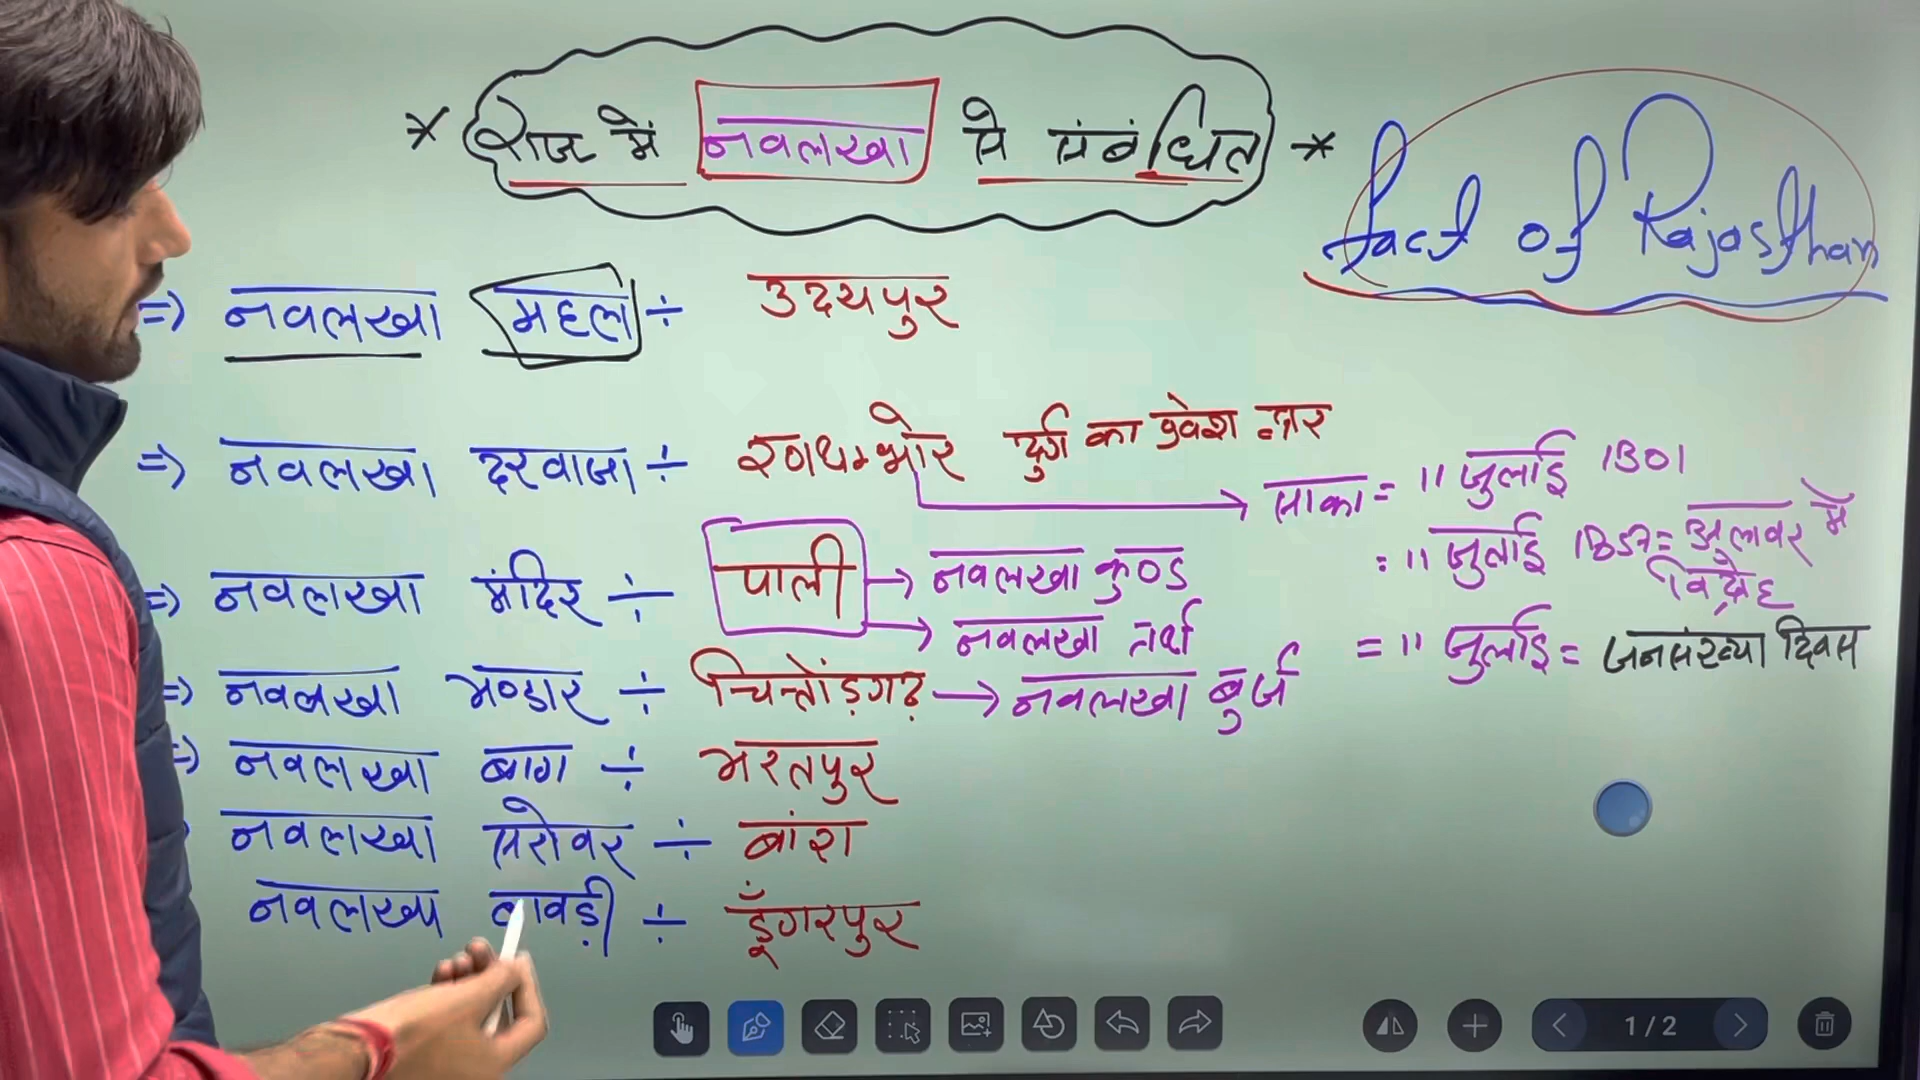 * राज में नवलखा से संबंधित *
fact of Rajasthan
=> नवलखा महल ÷ उदयपुर
=> नवलखा दरवाजा ÷ रणथम्भोर दुर्ग का प्रवेश द्वार
→ साका = 11 जुलाई 1301
= 11 जुलाई 1857 = अलवर में विद्रोह
= 11 जुलाई = जनसंख्या दिवस
=> नवलखा मंदिर ÷ पाली → नवलखा कुण्ड
→ नवलखा तीर्थ
=> नवलखा भण्डार ÷ चित्तोंड़गढ़ → नवलखा बुर्ज
=> नवलखा बाग ÷ भरतपुर
नवलखा सरोवर ÷ बांरा
नवलखा बावड़ी ÷ डूँगरपुर
1 / 2